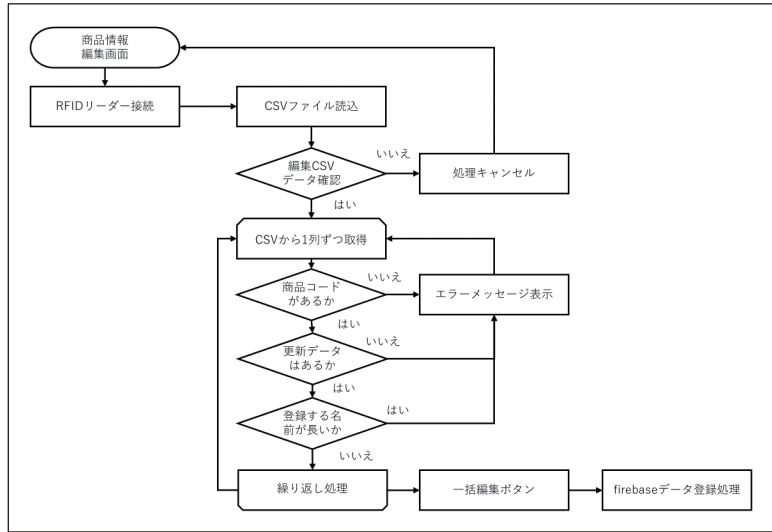 商品情報
編集画面
RFIDリーダー接続
CSVファイル読込
編集CSV
データ確認
いいえ
処理キャンセル
はい
CSVから1列ずつ取得
商品コード
があるか
いいえ
エラーメッセージ表示
はい
更新データ
はあるか
いいえ
はい
登録する名
前が長いか
はい
いいえ
繰り返し処理
一括編集ボタン
firebaseデータ登録処理